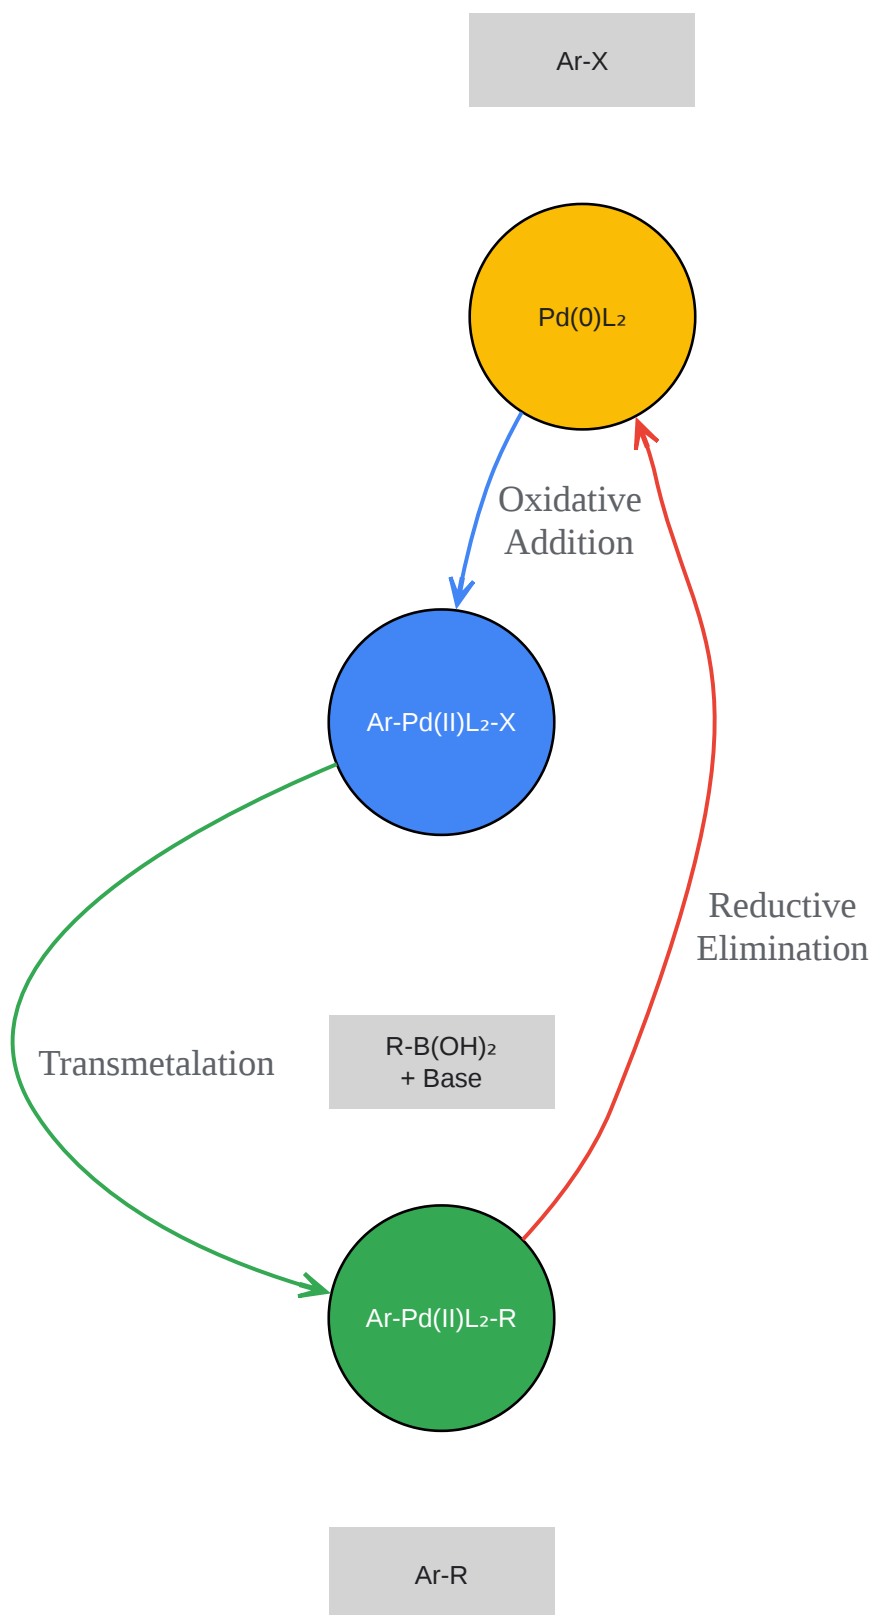 Ar-X
Pd(0)L₂
Oxidative
Addition
Ar-Pd(II)L₂-X
Reductive
Elimination
R-B(OH)₂
+ Base
Transmetalation
Ar-Pd(II)L₂-R
Ar-R